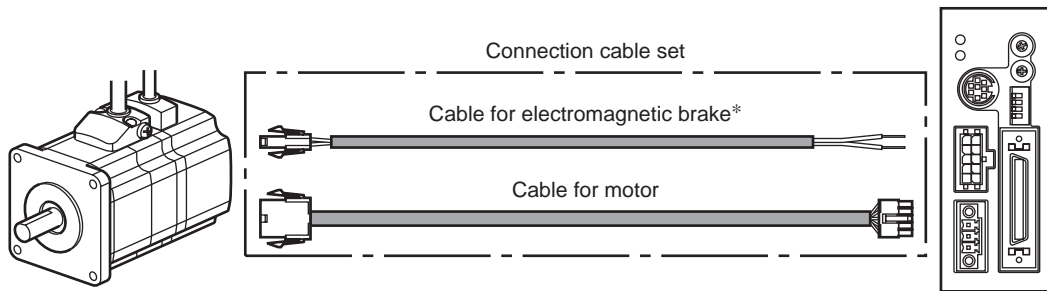 Connection cable set
Cable for electromagnetic brake*
Cable for motor